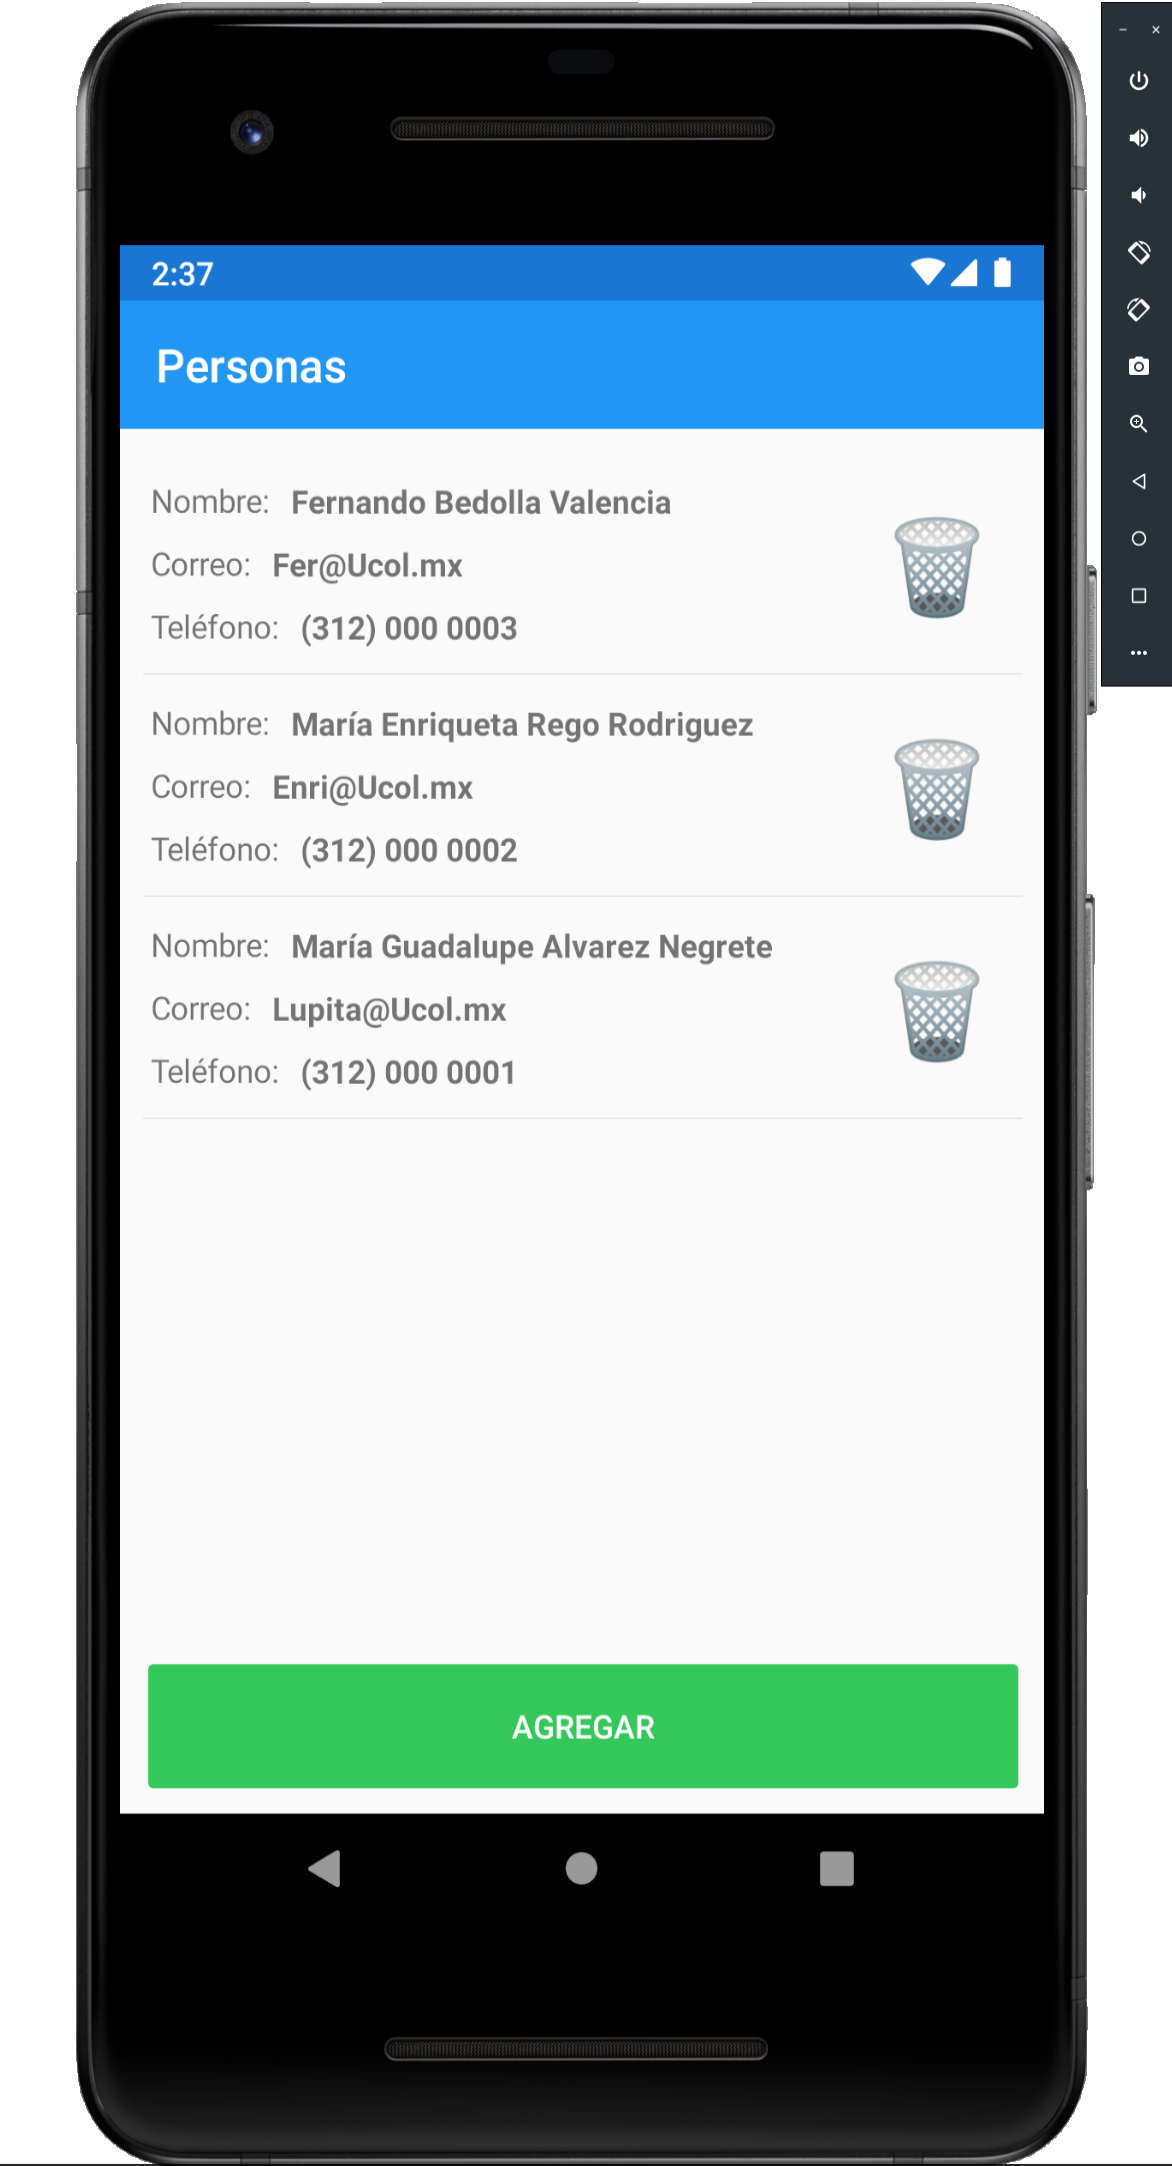 2:37
Personas
Nombre: Fernando Bedolla Valencia
Correo: Fer@Ucol.mx
Teléfono: (312) 000 0003
Nombre: María Enriqueta Rego Rodriguez
Correo: Enri@Ucol.mx
Teléfono: (312) 000 0002
Nombre: María Guadalupe Alvarez Negrete
Correo: Lupita@Ucol.mx
Teléfono: (312) 000 0001
AGREGAR